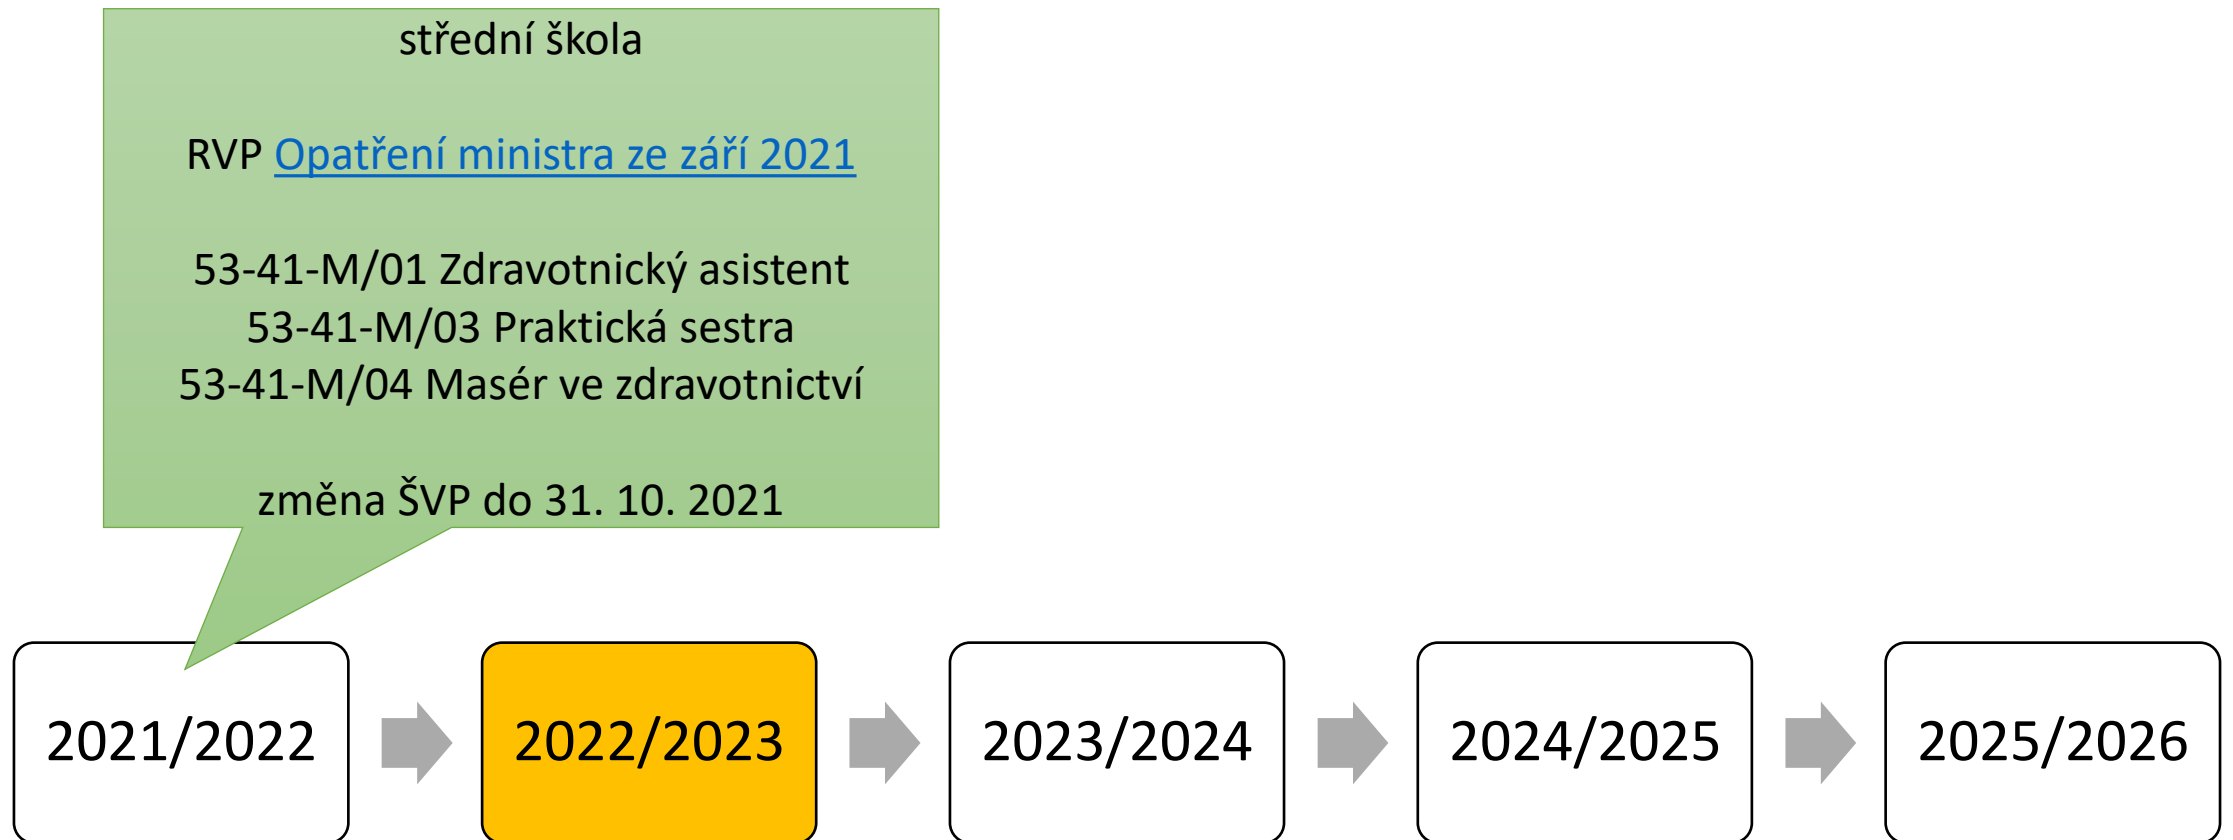 střední škola
RVP Opatření ministra ze září 2021
53-41-M/01 Zdravotnický asistent
53-41-M/03 Praktická sestra
53-41-M/04 Masér ve zdravotnictví
změna ŠVP do 31. 10. 2021
2021/2022
2022/2023
2023/2024
2024/2025
2025/2026